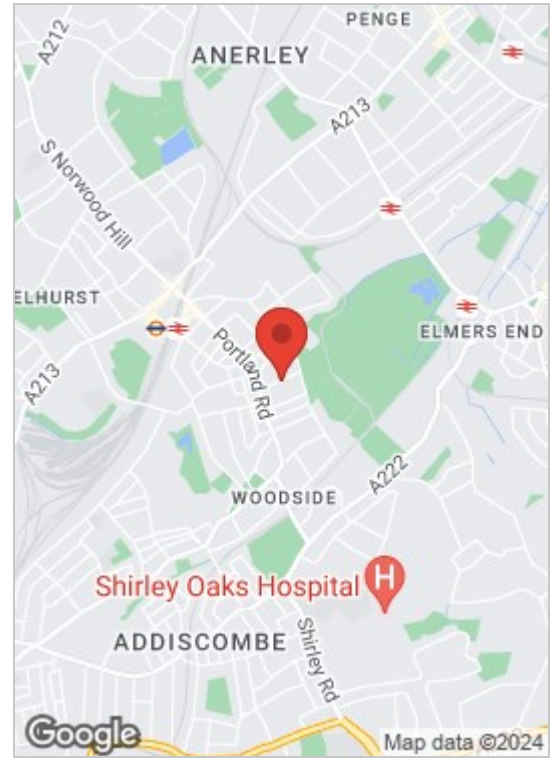 PENGE
A212
ANERLEY
A213
S Norwood Hill
ELHURST
Portland Rd
ELMERS END
A213
A222
WOODSIDE
Shirley Oaks Hospital
H
ADDISCOMBE
Shirley Rd
Google
Map data ©2024